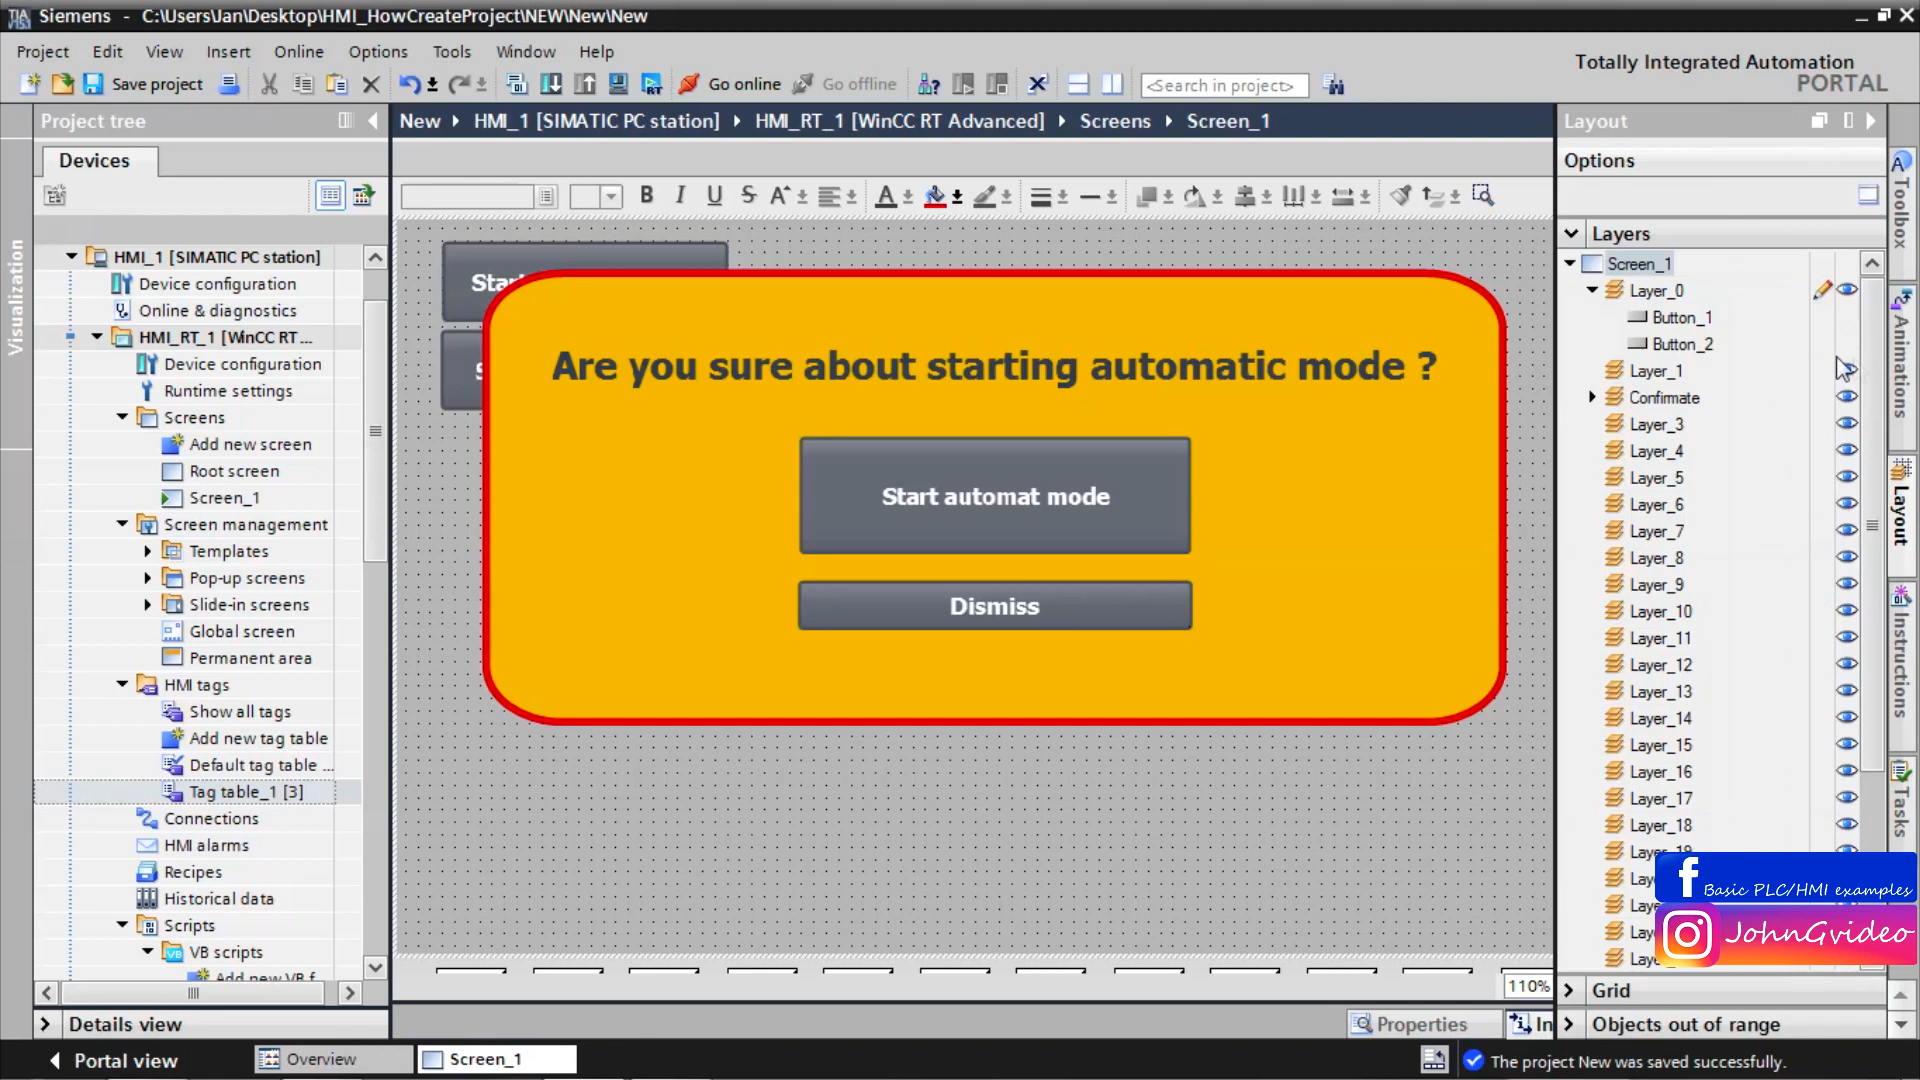 Siemens - C:\Users\Jan\Desktop\HMI_HowCreateProject\NEW\New\New
Project Edit View Insert Online Options Tools Window Help
Totally Integrated Automation
PORTAL
Save project
Go online
Go offline
<Search in project>
Project tree
New HMI_1 [SIMATIC PC station] HMI_RT_1 [WinCC RT Advanced] Screens Screen_1
Layout
Devices
Options
B I U S A A
Visualization
HMI_1 [SIMATIC PC station]
Device configuration
Online & diagnostics
HMI_RT_1 [WinCC RT ...
Device configuration
Runtime settings
Screens
Add new screen
Root screen
Screen_1
Screen management
Templates
Pop-up screens
Slide-in screens
Global screen
Permanent area
HMI tags
Show all tags
Add new tag table
Default tag table ...
Tag table_1 [3]
Connections
HMI alarms
Recipes
Historical data
Scripts
VB scripts
Add new VB f
Details view
Star
S
Are you sure about starting automatic mode ?
Start automat mode
Dismiss
110%
Properties
In
Layers
Screen_1
Layer_0
Button_1
Button_2
Layer_1
Confirmate
Layer_3
Layer_4
Layer_5
Layer_6
Layer_7
Layer_8
Layer_9
Layer_10
Layer_11
Layer_12
Layer_13
Layer_14
Layer_15
Layer_16
Layer_17
Layer_18
Grid
Objects out of range
Toolbox
Animations
Layout
Instructions
Tasks
f Basic PLC/HMI examples
JohnGvideo
Portal view
Overview
Screen_1
The project New was saved successfully.